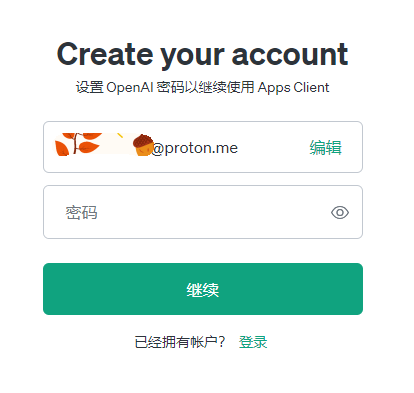 Create your account
设置 OpenAI 密码以继续使用 Apps Client
@proton.me 编辑
密码
继续
已经拥有帐户? 登录